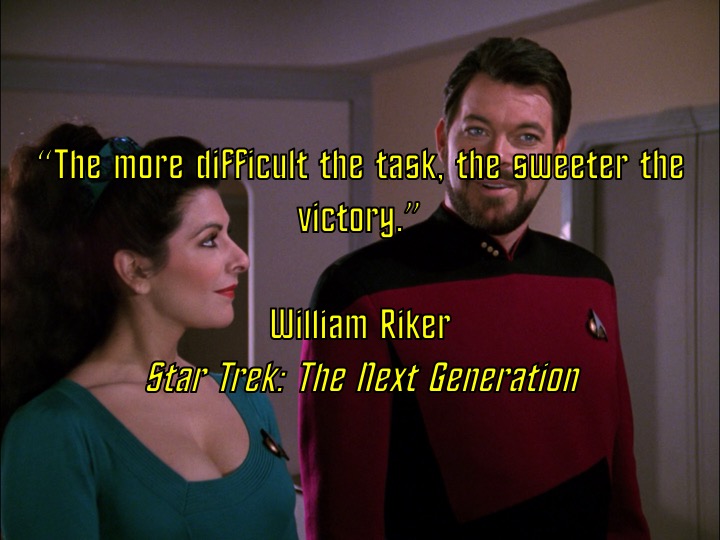 “The more difficult the task, the sweeter the
victory.”
William Riker
Star Trek: The Next Generation